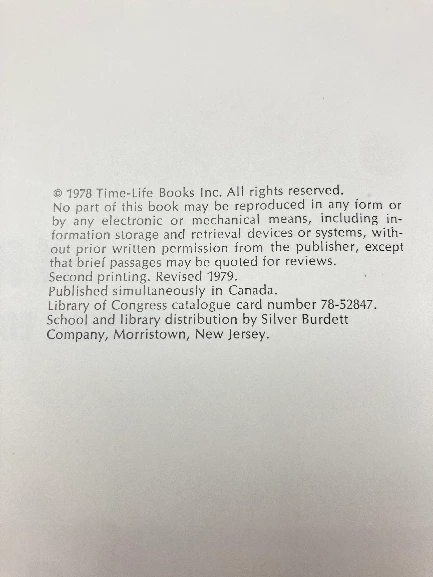 © 1978 Time-Life Books Inc. All rights reserved.
No part of this book may be reproduced in any form or
by any electronic or mechanical means, including in-
formation storage and retrieval devices or systems, with-
out prior written permission from the publisher, except
that brief passages may be quoted for reviews.
Second printing. Revised 1979.
Published simultaneously in Canada.
Library of Congress catalogue card number 78-52847.
School and library distribution by Silver Burdett
Company, Morristown, New Jersey.